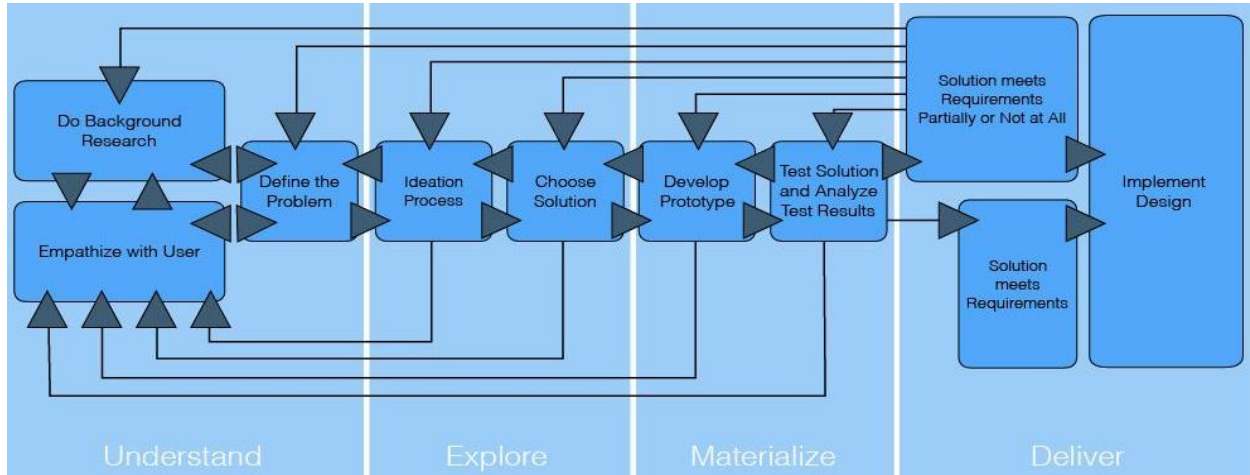 Do Background
Research
Empathize with User
Define the
Problem
Ideation
Process
Choose
Solution
Develop
Prototype
Test Solution
and Analyze
Test Results
Solution meets
Requirements
Partially or Not at All
Solution
meets
Requirements
Implement
Design
Understand
Explore
Materialize
Deliver